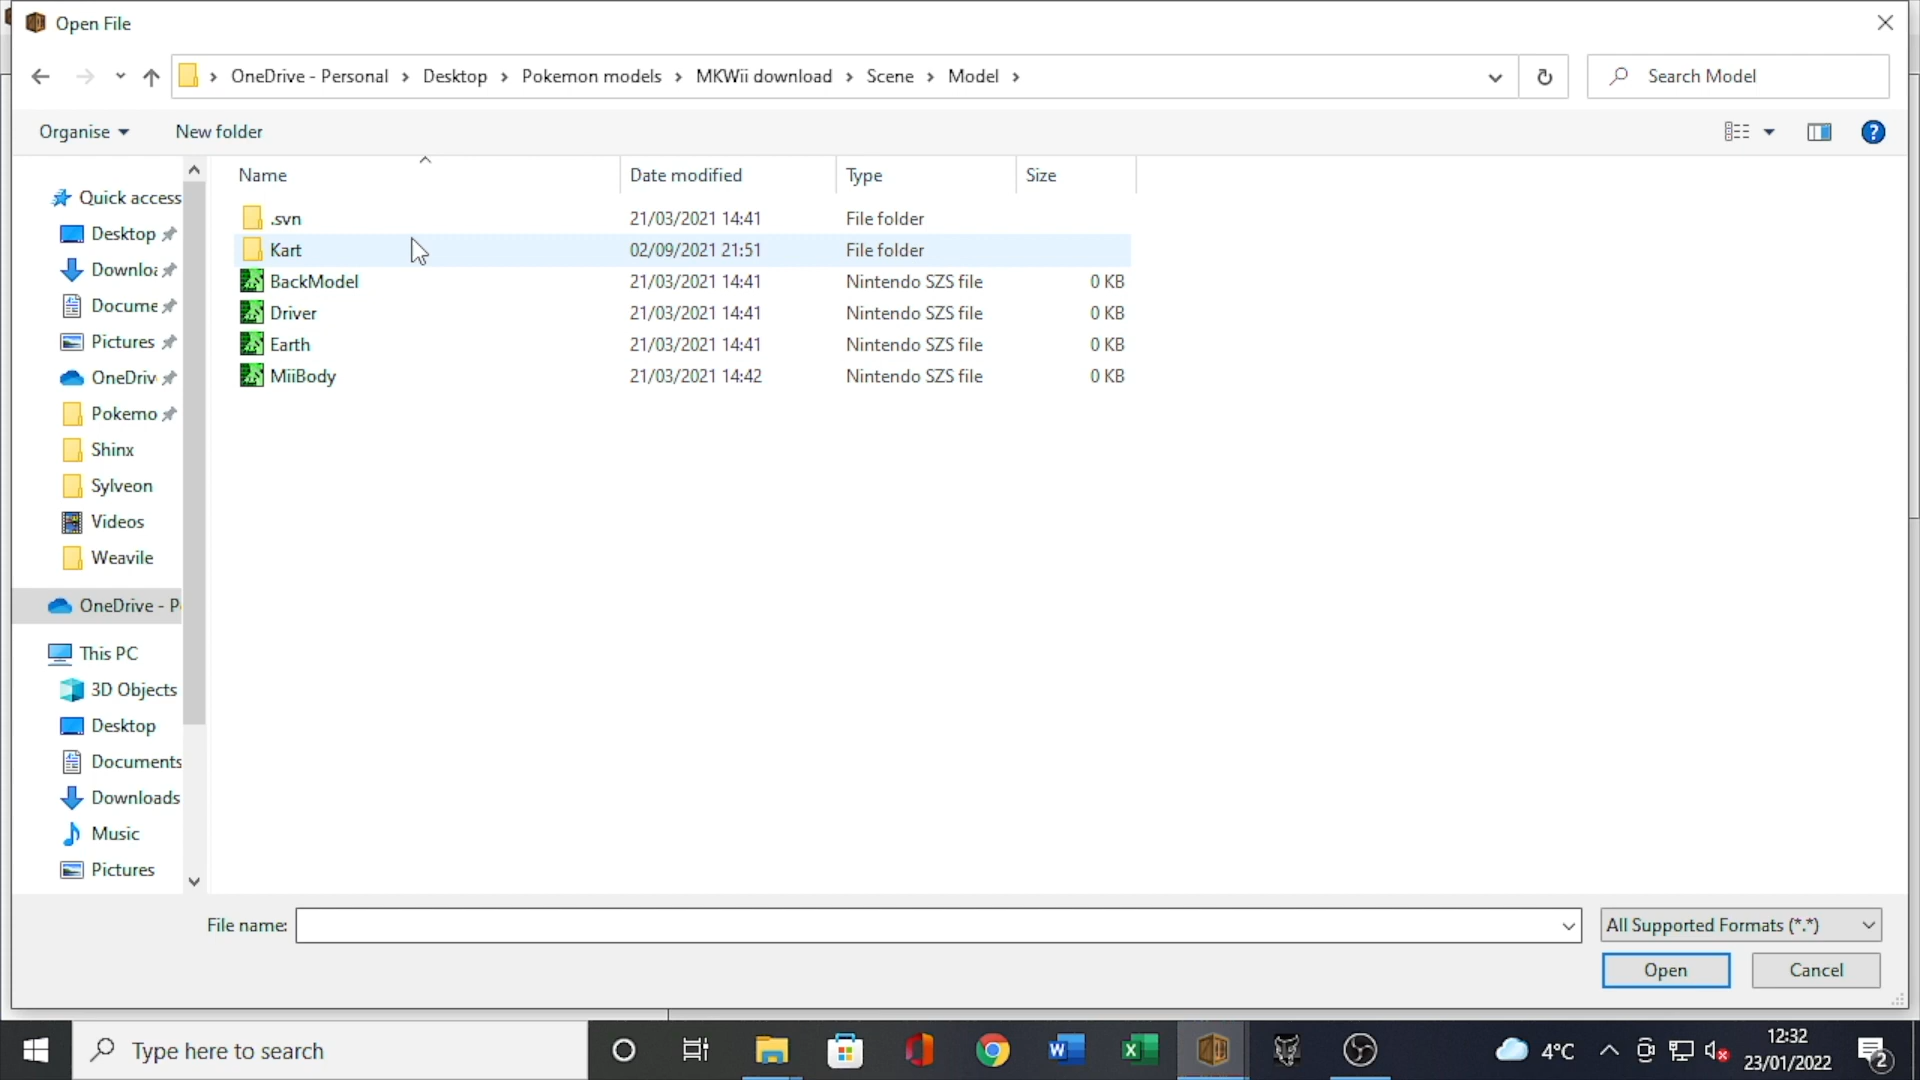 Open File
OneDrive - Personal > Desktop > Pokemon models > MKWii download > Scene > Model >
Search Model
Organise
New folder
Name
Date modified
Type
Size
.svn 21/03/2021 14:41 File folder
Kart 02/09/2021 21:51 File folder
BackModel 21/03/2021 14:41 Nintendo SZS file 0 KB
Driver 21/03/2021 14:41 Nintendo SZS file 0 KB
Earth 21/03/2021 14:41 Nintendo SZS file 0 KB
MiiBody 21/03/2021 14:42 Nintendo SZS file 0 KB
Quick access
Desktop
Downloa
Docume
Pictures
OneDriv
Pokemo
Shinx
Sylveon
Videos
Weavile
OneDrive - P
This PC
3D Objects
Desktop
Documents
Downloads
Music
Pictures
File name:
All Supported Formats (*.*)
Open
Cancel
Type here to search
4°C
12:32
23/01/2022
2